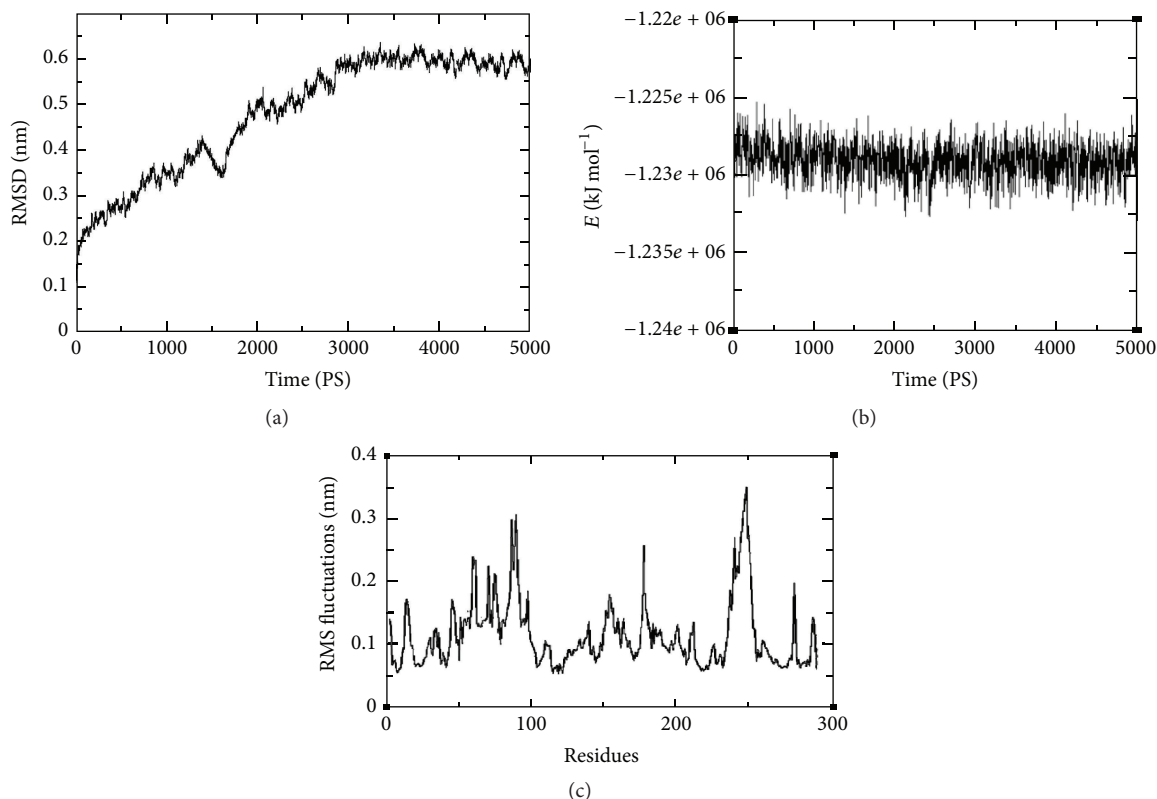 RMSD (nm)
0.6
0.5
0.4
0.3
0.2
0.1
0
0 1000 2000 3000 4000 5000
Time (PS)
(a)
E (kJ mol⁻¹)
−1.22e + 06
−1.225e + 06
−1.23e + 06
−1.235e + 06
−1.24e + 06
0 1000 2000 3000 4000 5000
Time (PS)
(b)
RMS fluctuations (nm)
0.4
0.3
0.2
0.1
0
0 100 200 300
Residues
(c)